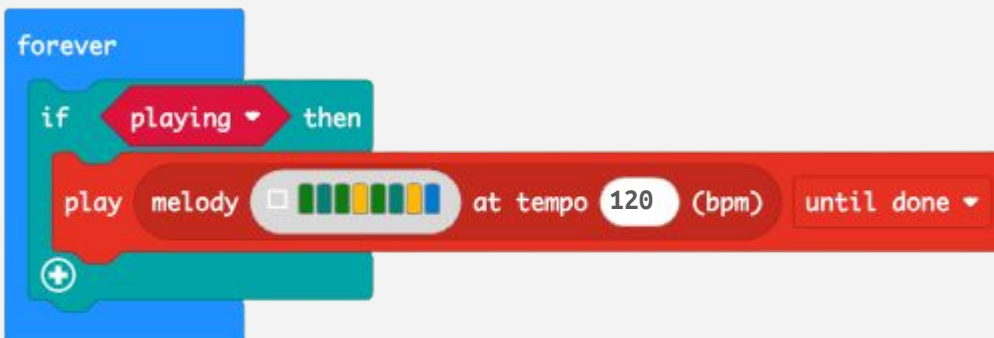 forever
if playing then
play melody at tempo 120 (bpm) until done